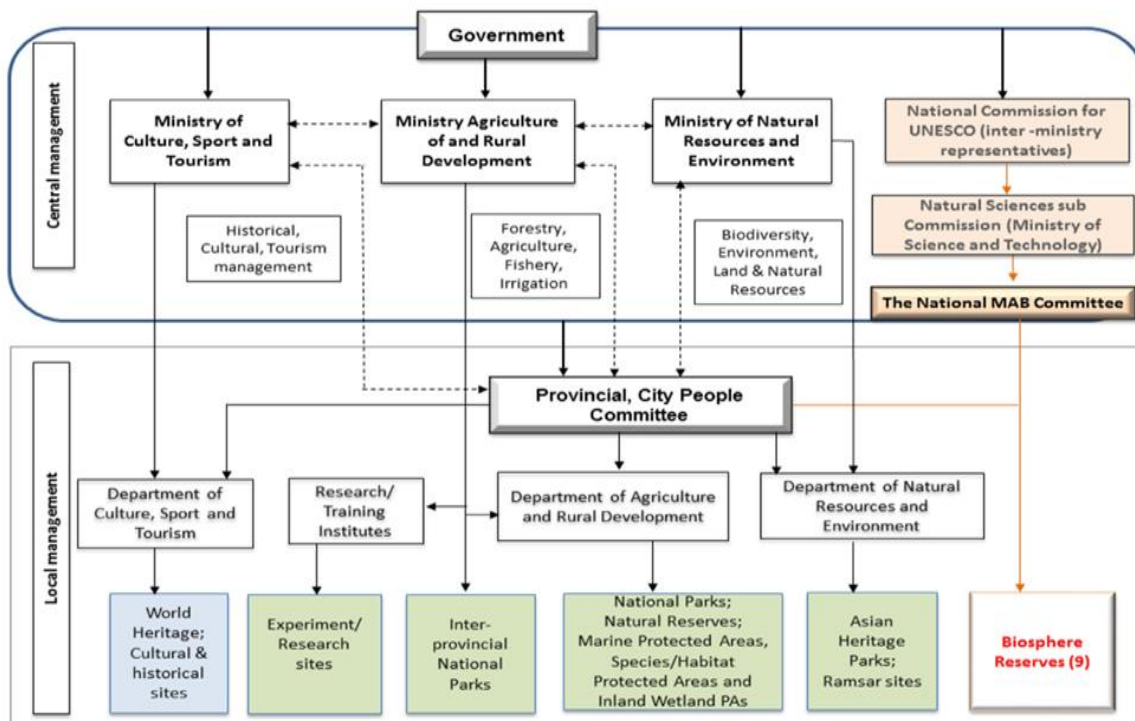 Government
Central management
Ministry of
Culture, Sport and
Tourism
Ministry Agriculture
of and Rural
Development
Ministry of Natural
Resources and
Environment
National Commission for
UNESCO (inter -ministry
representatives)
Natural Sciences sub
Commission (Ministry of
Science and Technology)
Historical,
Cultural, Tourism
management
Forestry,
Agriculture,
Fishery,
Irrigation
Biodiversity,
Environment,
Land & Natural
Resources
The National MAB Committee
Local management
Provincial, City People
Committee
Department of
Culture, Sport and
Tourism
Research/
Training
Institutes
Department of Agriculture
and Rural Development
Department of Natural
Resources and
Environment
World
Heritage;
Cultural &
historical
sites
Experiment/
Research
sites
Inter-
provincial
National
Parks
National Parks;
Natural Reserves;
Marine Protected Areas,
Species/Habitat
Protected Areas and
Inland Wetland PAs
Asian
Heritage
Parks;
Ramsar sites
Biosphere
Reserves (9)